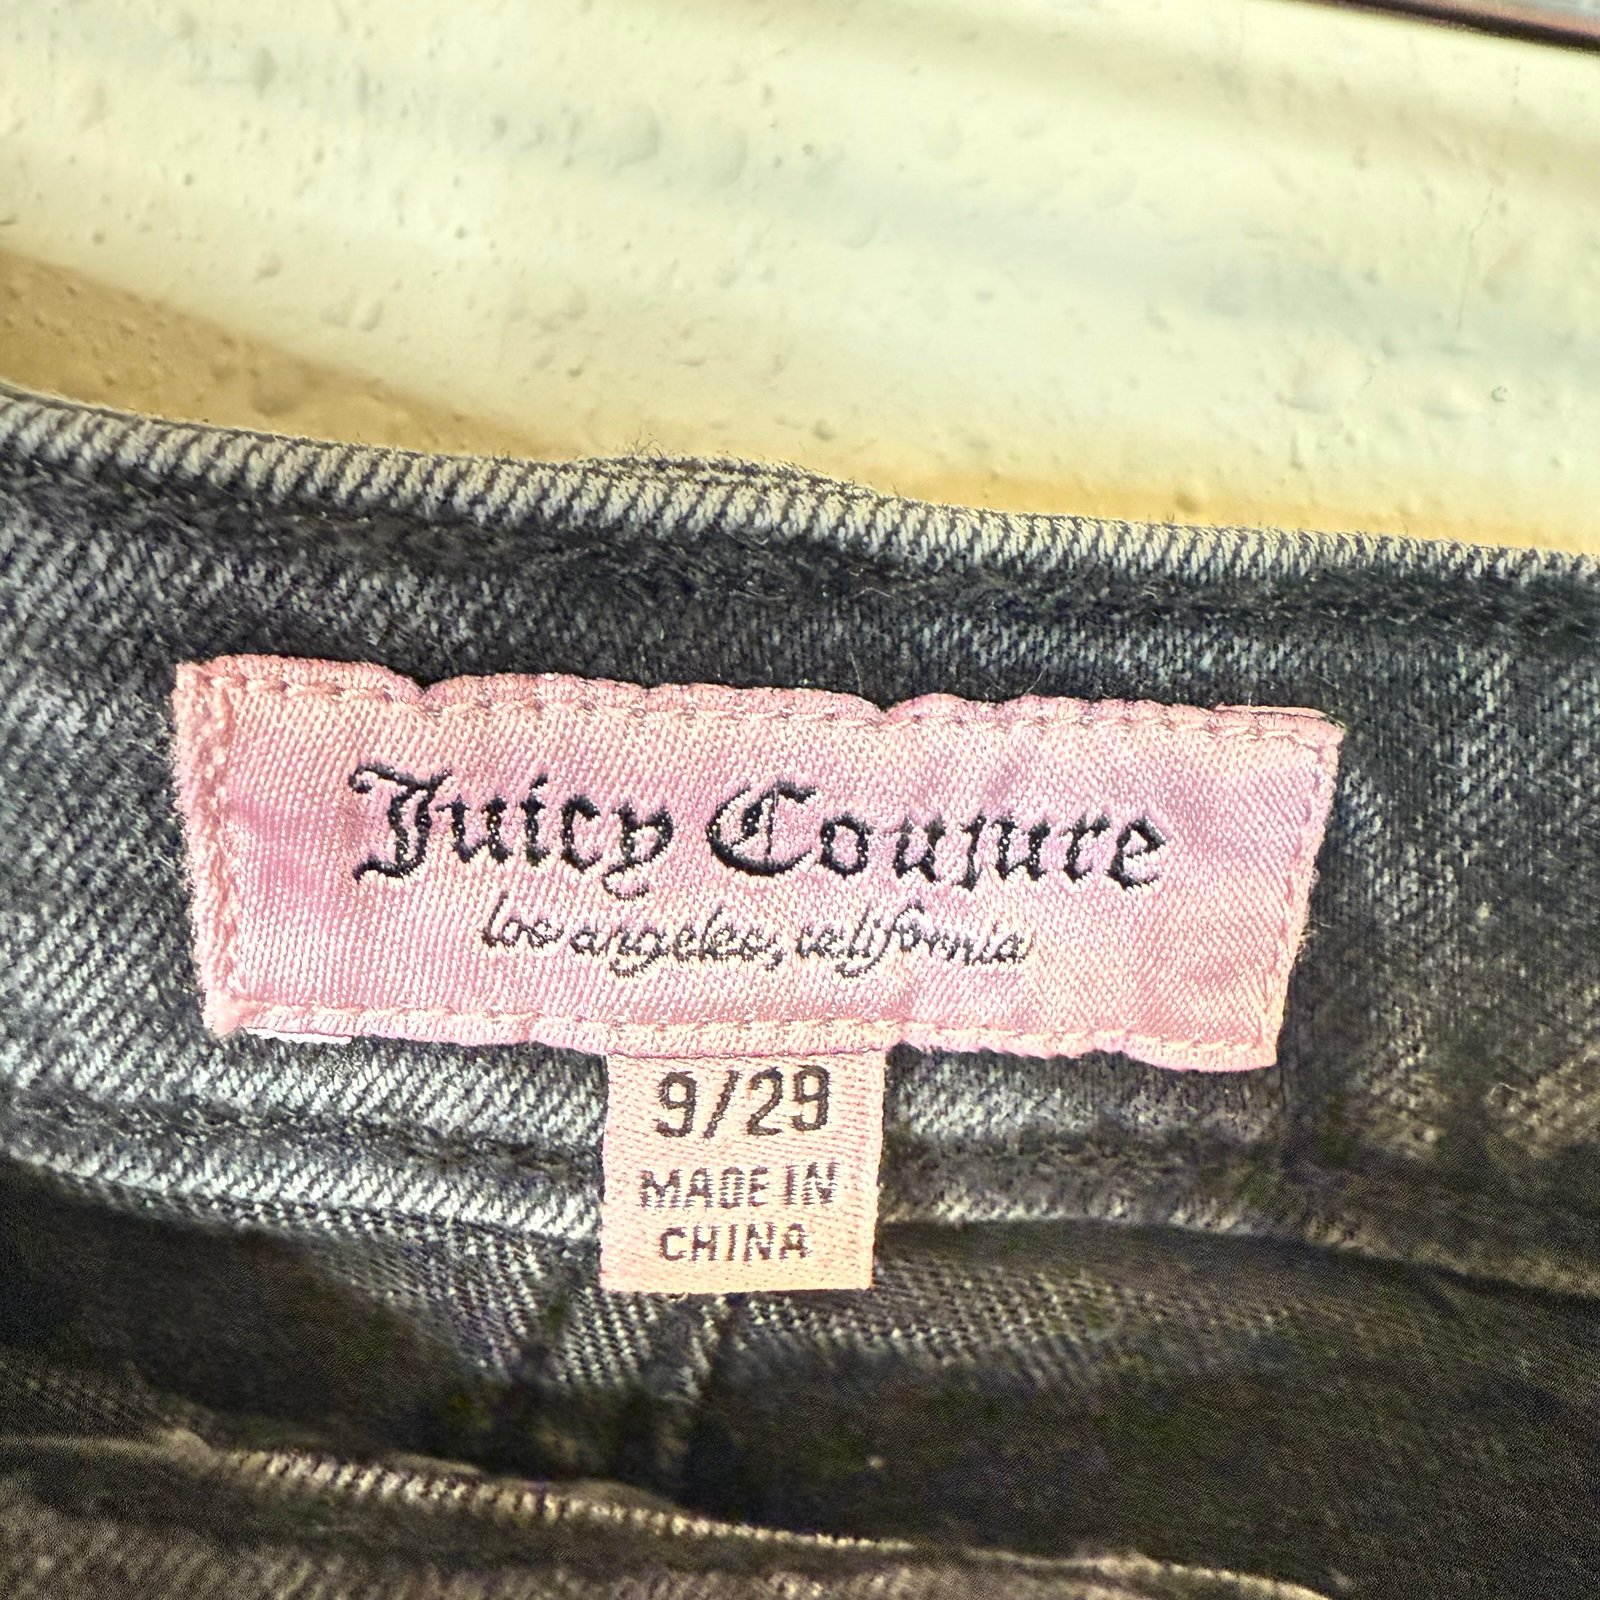 Juicy Couture
los angeles, california
9/29
MADE IN
CHINA